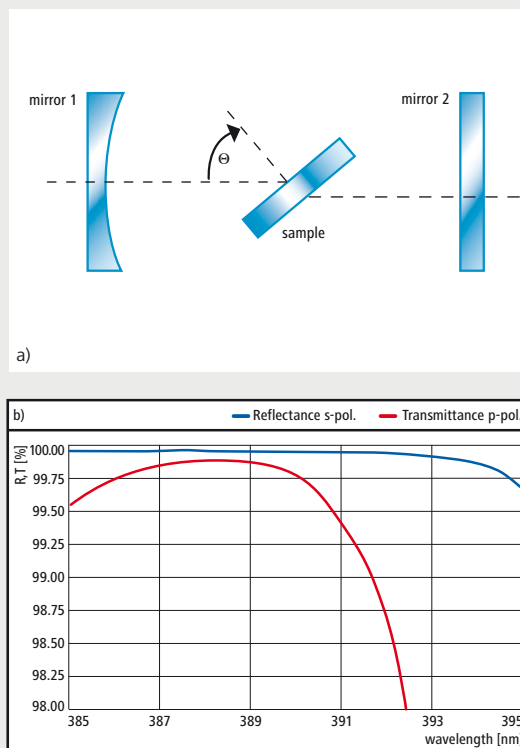 mirror 1
mirror 2
Θ
sample
a)
b)
Reflectance s-pol.
Transmittance p-pol.
R,T [%]
100.00
99.75
99.50
99.25
99.00
98.75
98.50
98.25
98.00
385 387 389 391 393 395
wavelength [nm]